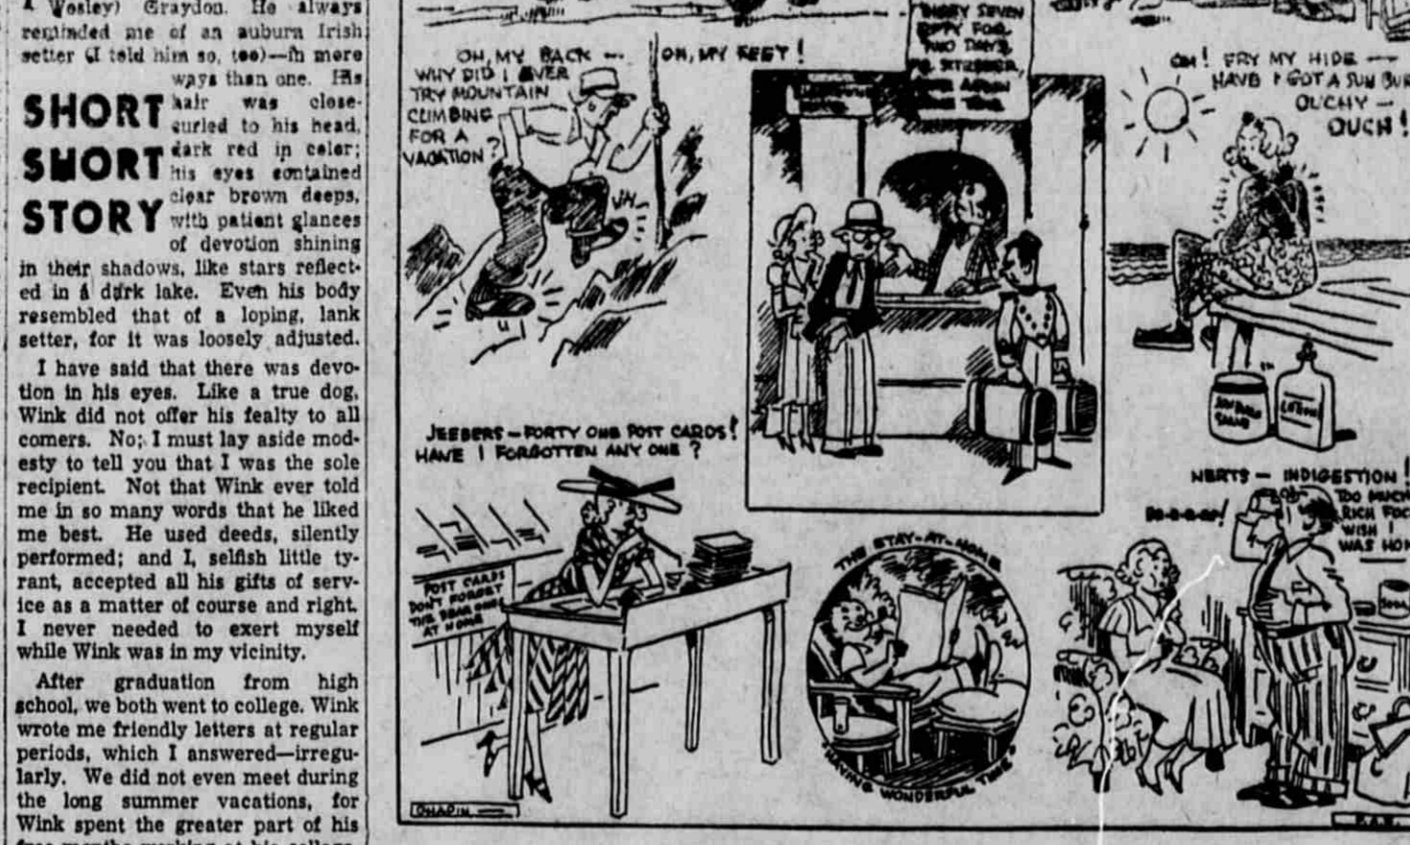 Wesley) Graydon. He always
reminded me of an auburn Irish
setter (I told him so, too)—in more
ways than one. His
SHORT
SHORT
STORY
hair was close-
curled to his head,
dark red in color;
his eyes contained
clear brown deeps,
with patient glances
of devotion shining
in their shadows, like stars reflect-
ed in a dark lake. Even his body
resembled that of a loping, lank
setter, for it was loosely adjusted.
I have said that there was devo-
tion in his eyes. Like a true dog,
Wink did not offer his fealty to all
comers. No; I must lay aside mod-
esty to tell you that I was the sole
recipient. Not that Wink ever told
me in so many words that he liked
me best. He used deeds, silently
performed; and I, selfish little ty-
rant, accepted all his gifts of serv-
ice as a matter of course and right.
I never needed to exert myself
while Wink was in my vicinity.
After graduation from high
school, we both went to college. Wink
wrote me friendly letters at regular
periods, which I answered—irregu-
larly. We did not even meet during
the long summer vacations, for
Wink spent the greater part of his
OH, MY BACK —
WHY DID I EVER
TRY MOUNTAIN
CLIMBING
FOR A
VACATION?
OH, MY FEET!
SEVEN
FIFTY FOR
TWO DAYS,
OH! FRY MY HIDE —
HAVE I GOT A SUN BUR
OUCHY —
OUCH!
LOTION
JEEBERS — FORTY ONE POST CARDS!
HAVE I FORGOTTEN ANY ONE?
POST CARDS
DON'T FORGET
THE DEAR ONES
AT HOME
THE STAY-AT-HOME
"HAVING WONDERFUL TIME"
NERTS — INDIGESTION!
TOO MUCH
RICH FOO
WISH I
WAS HOM
SODA
CHAPIN